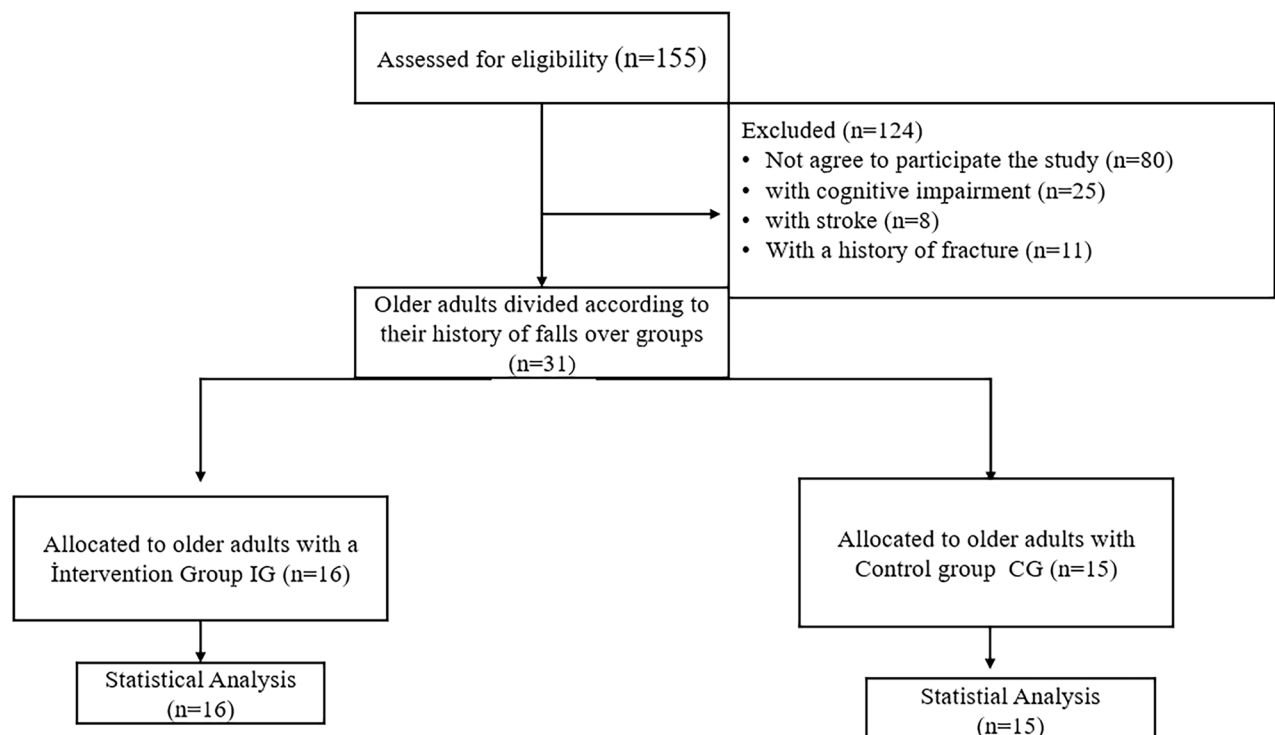 Assessed for eligibility (n=155)
Excluded (n=124)
• Not agree to participate the study (n=80)
• with cognitive impairment (n=25)
• with stroke (n=8)
• With a history of fracture (n=11)
Older adults divided according to
their history of falls over groups
(n=31)
Allocated to older adults with a
İntervention Group IG (n=16)
Allocated to older adults with
Control group CG (n=15)
Statistical Analysis
(n=16)
Statistial Analysis
(n=15)